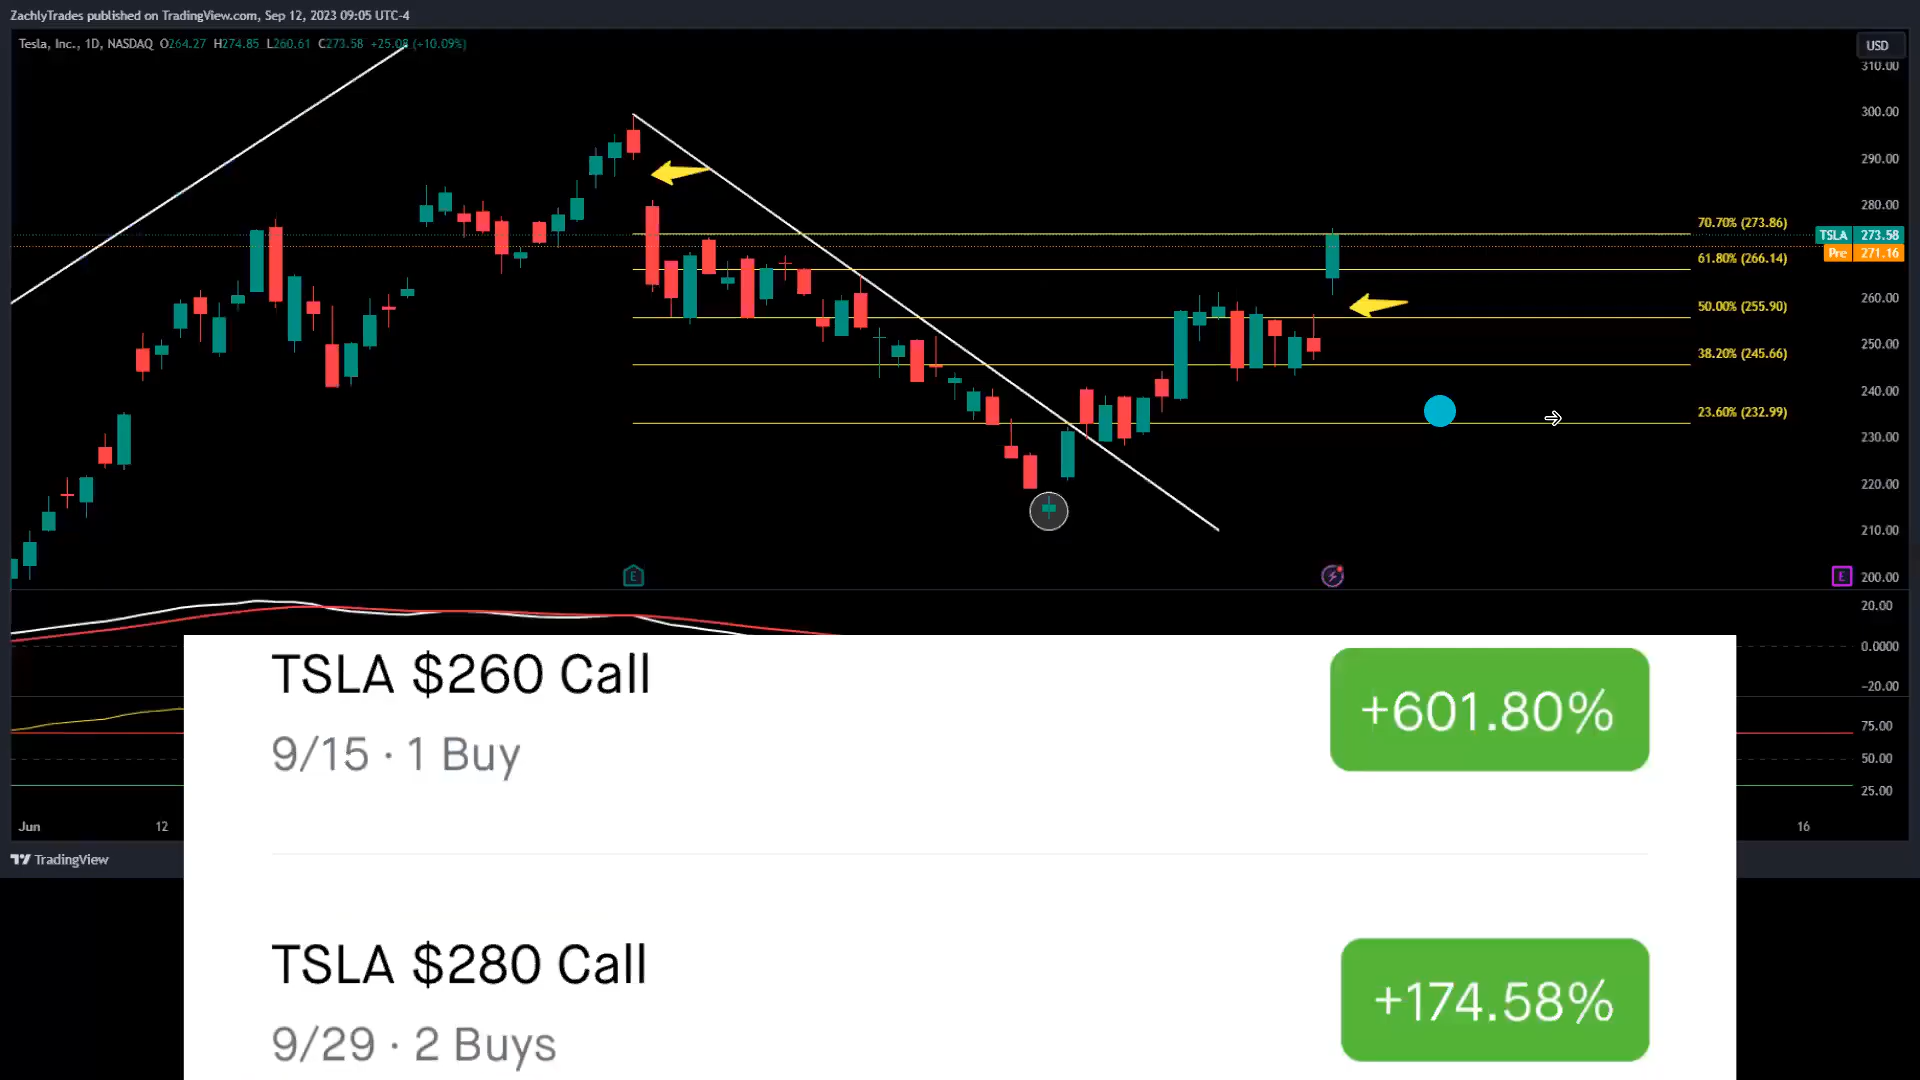 ZachlyTrades published on TradingView.com, Sep 12, 2023 09:05 UTC-4
Tesla, Inc., 1D, NASDAQ O264.27 H274.85 L260.61 C273.58 +25.08 (+10.09%)
USD
310.00
300.00
290.00
280.00
70.70% (273.86)
TSLA 273.58
Pre 271.16
61.80% (266.14)
260.00
50.00% (255.90)
250.00
38.20% (245.66)
240.00
23.60% (232.99)
230.00
220.00
210.00
E
E
200.00
20.00
0.0000
−20.00
75.00
50.00
25.00
Jun
12
16
TradingView
TSLA $260 Call
+601.80%
9/15 · 1 Buy
TSLA $280 Call
+174.58%
9/29 · 2 Buys